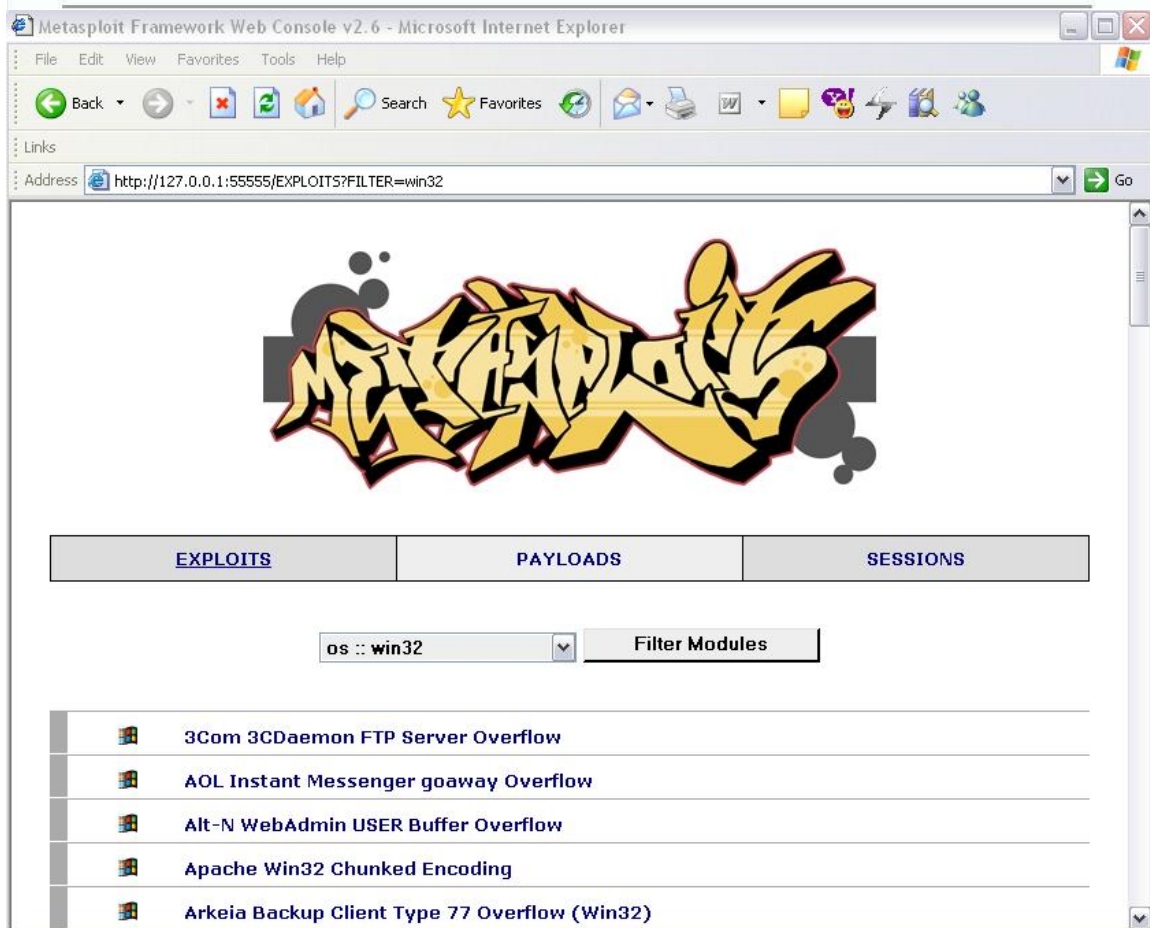 Metasploit Framework Web Console v2.6 - Microsoft Internet Explorer
File Edit View Favorites Tools Help
Back Search Favorites
Links
Address http://127.0.0.1:55555/EXPLOITS?FILTER=win32 Go
METASPLOIT
EXPLOITS PAYLOADS SESSIONS
os :: win32 Filter Modules
3Com 3CDaemon FTP Server Overflow
AOL Instant Messenger goaway Overflow
Alt-N WebAdmin USER Buffer Overflow
Apache Win32 Chunked Encoding
Arkeia Backup Client Type 77 Overflow (Win32)